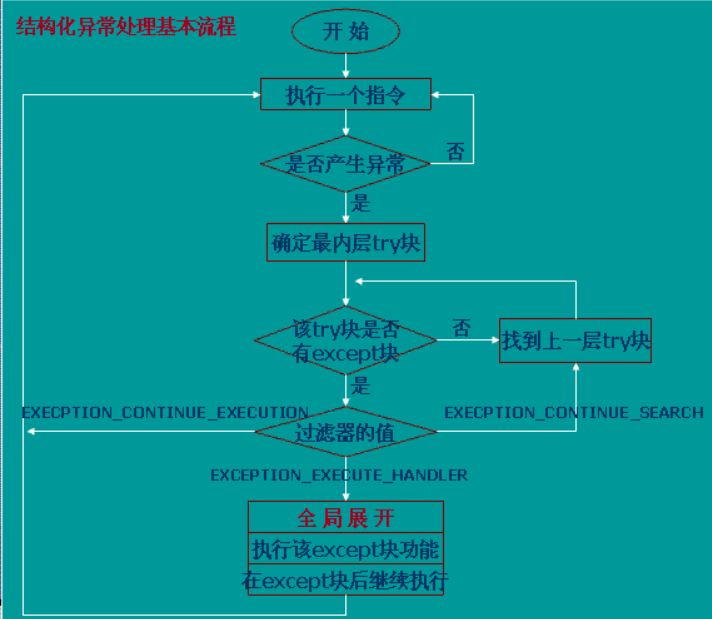 结构化异常处理基本流程
开 始
执行一个指令
是否产生异常
否
是
确定最内层try块
该try块是否
有except块
否
找到上一层try块
是
EXECPTION_CONTINUE_EXECUTION
过滤器的值
EXECPTION_CONTINUE_SEARCH
EXCEPTION_EXECUTE_HANDLER
全 局 展 开
执行该except块功能
在except块后继续执行